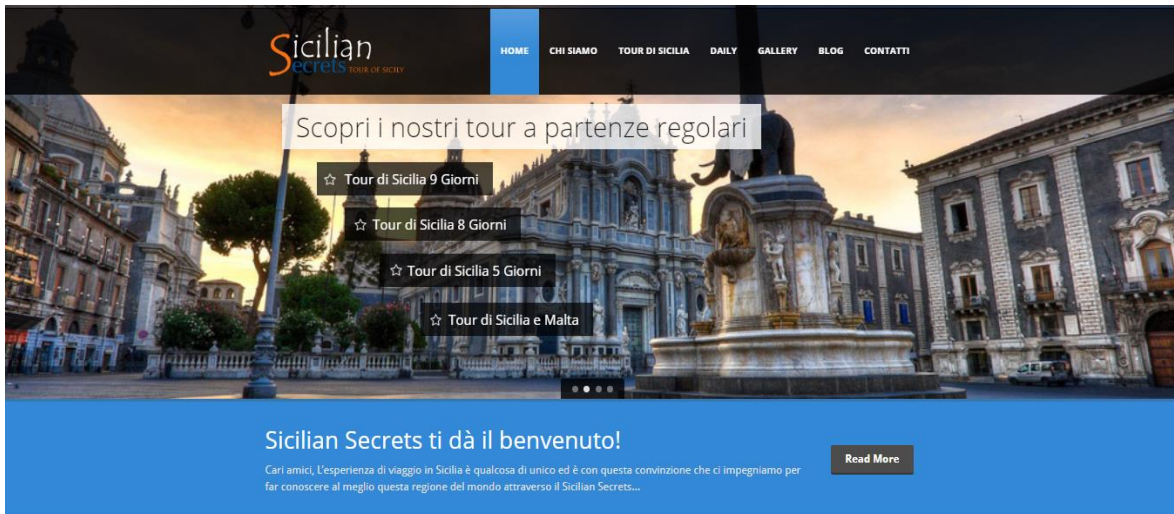 Sicilian
Secrets TOUR OF SICILY
HOME CHI SIAMO TOUR DI SICILIA DAILY GALLERY BLOG CONTATTI
Scopri i nostri tour a partenze regolari
Tour di Sicilia 9 Giorni
Tour di Sicilia 8 Giorni
Tour di Sicilia 5 Giorni
Tour di Sicilia e Malta
Sicilian Secrets ti dà il benvenuto!
Cari amici, L'esperienza di viaggio in Sicilia è qualcosa di unico ed è con questa convinzione che ci impegniamo per
far conoscere al meglio questa regione del mondo attraverso il Sicilian Secrets...
Read More